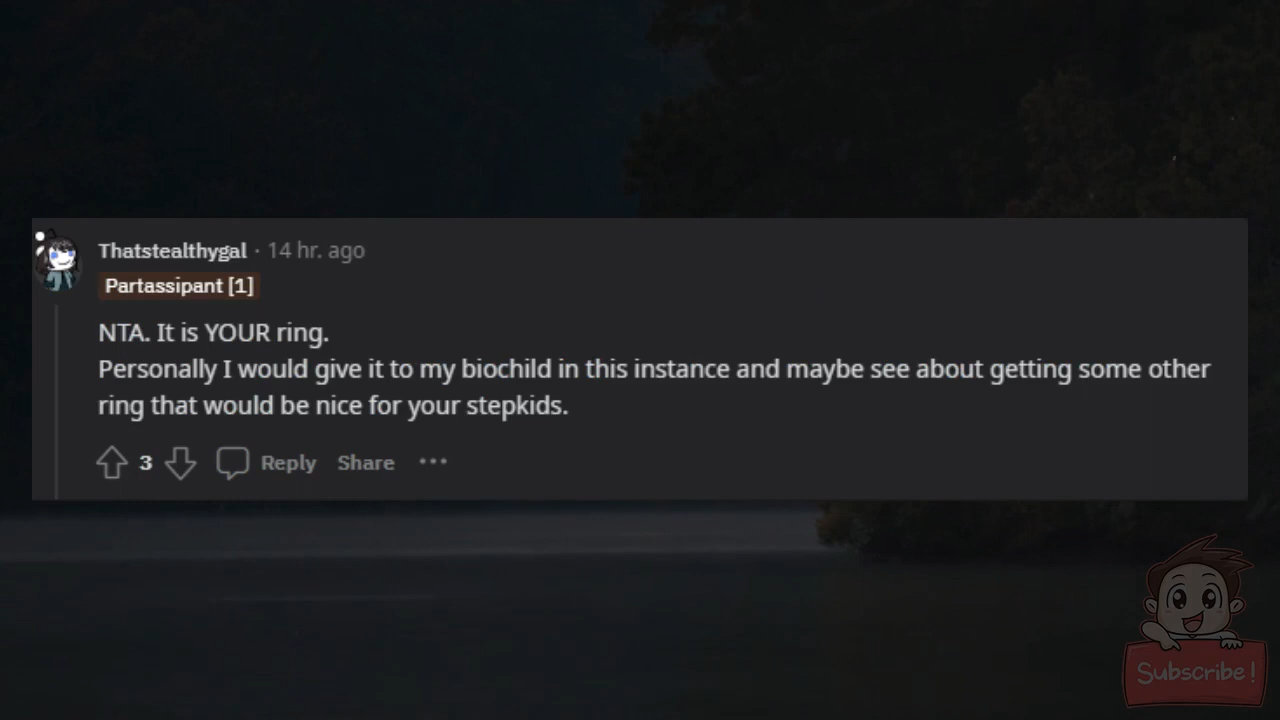 Thatstealthygal · 14 hr. ago
Partassipant [1]
NTA. It is YOUR ring.
Personally I would give it to my biochild in this instance and maybe see about getting some other
ring that would be nice for your stepkids.
3 Reply Share ···
Subscribe!